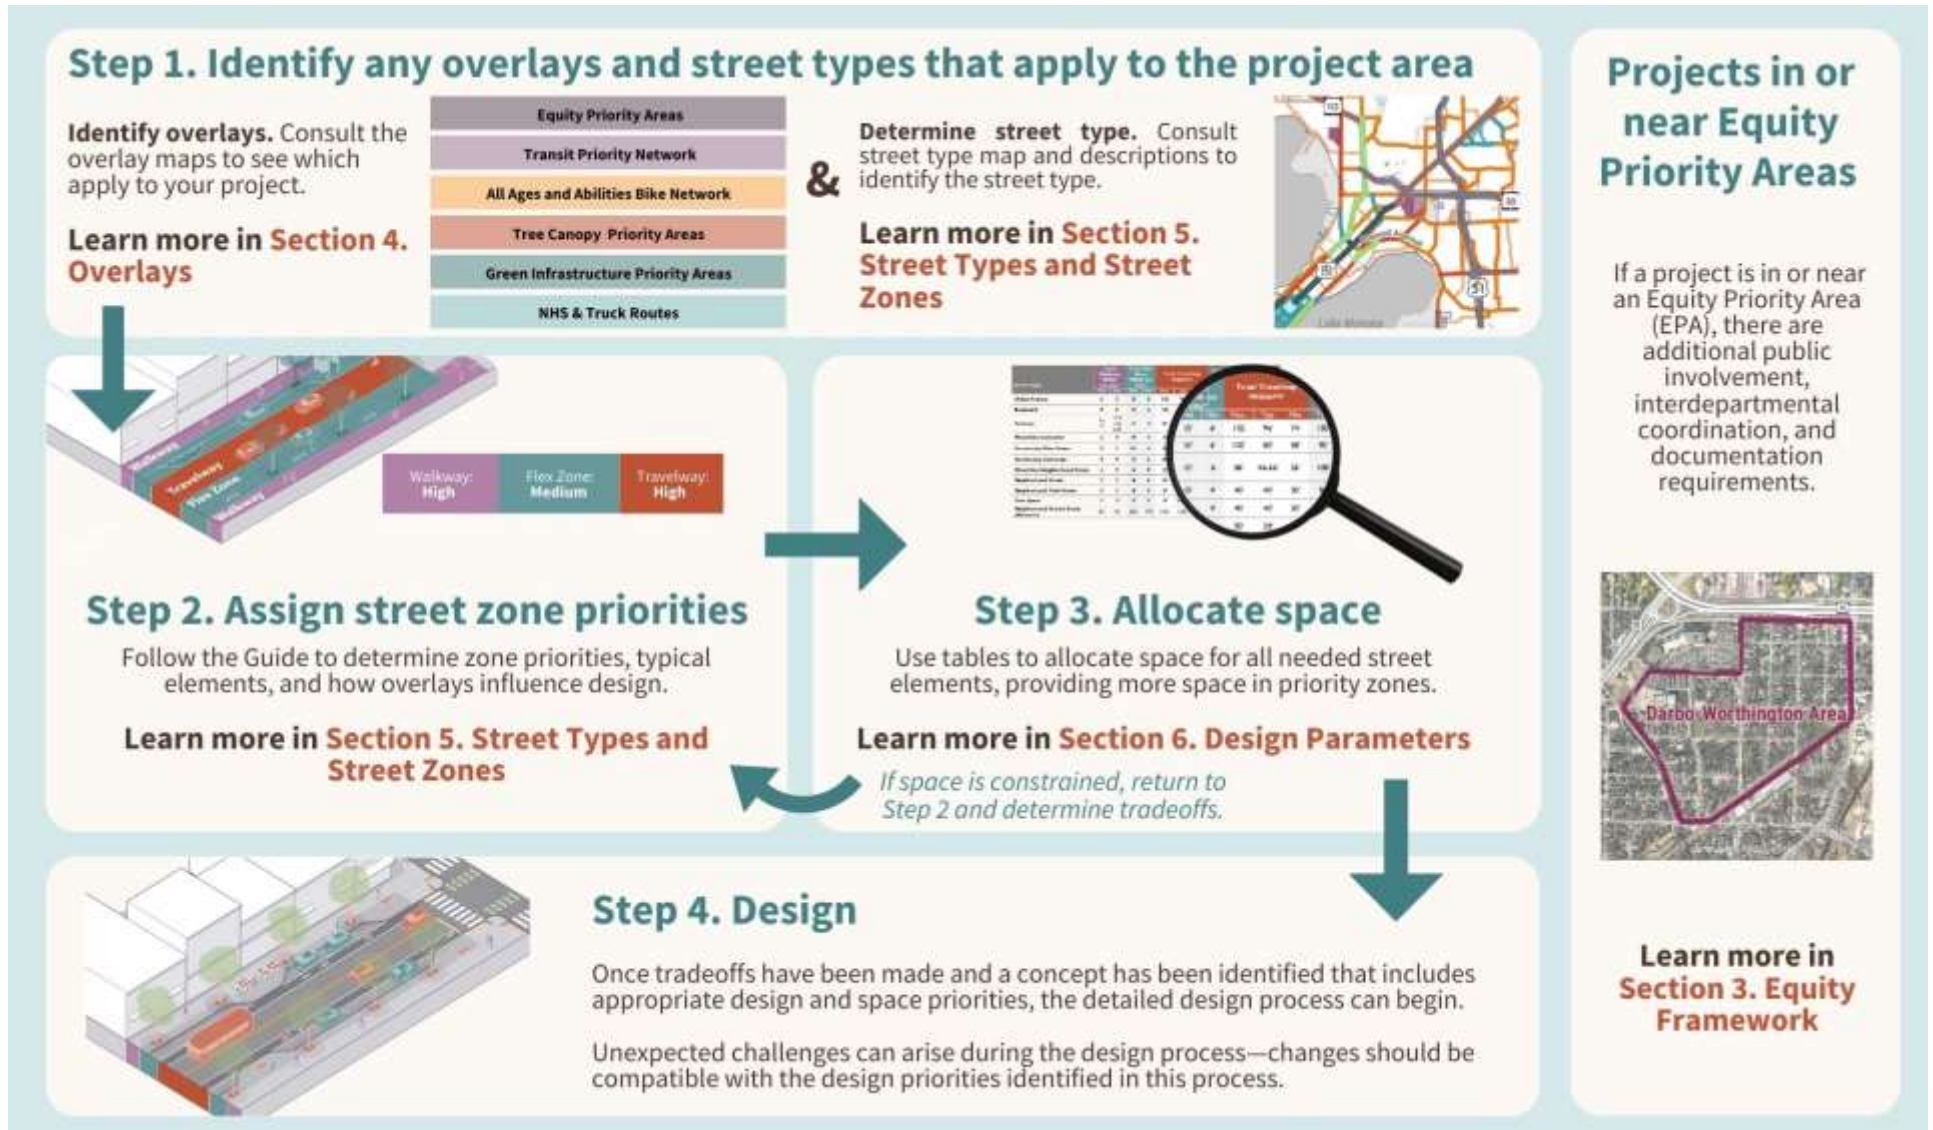 Step 1. Identify any overlays and street types that apply to the project area
Identify overlays. Consult the
overlay maps to see which
apply to your project.
Learn more in Section 4.
Overlays
Equity Priority Areas
Transit Priority Network
All Ages and Abilities Bike Network
Tree Canopy Priority Areas
Green Infrastructure Priority Areas
NHS & Truck Routes
&
Determine street type. Consult
street type map and descriptions to
identify the street type.
Learn more in Section 5.
Street Types and Street
Zones
113
151
51
Walkway
Travelway
Flex Zone
Walkway
Walkway:
High
Flex Zone:
Medium
Travelway:
High
Step 2. Assign street zone priorities
Follow the Guide to determine zone priorities, typical
elements, and how overlays influence design.
Learn more in Section 5. Street Types and
Street Zones
Step 3. Allocate space
Use tables to allocate space for all needed street
elements, providing more space in priority zones.
Learn more in Section 6. Design Parameters
If space is constrained, return to
Step 2 and determine tradeoffs.
Step 4. Design
Once tradeoffs have been made and a concept has been identified that includes
appropriate design and space priorities, the detailed design process can begin.
Unexpected challenges can arise during the design process—changes should be
compatible with the design priorities identified in this process.
Projects in or
near Equity
Priority Areas
If a project is in or near
an Equity Priority Area
(EPA), there are
additional public
involvement,
interdepartmental
coordination, and
documentation
requirements.
Darbo-Worthington Area
Learn more in
Section 3. Equity
Framework